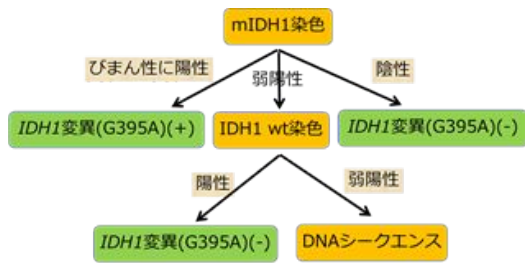 mIDH1染色
びまん性に陽性
弱陽性
陰性
IDH1変異(G395A)(+)
IDH1 wt染色
IDH1変異(G395A)(-)
陽性
弱陽性
IDH1変異(G395A)(-)
DNAシークエンス